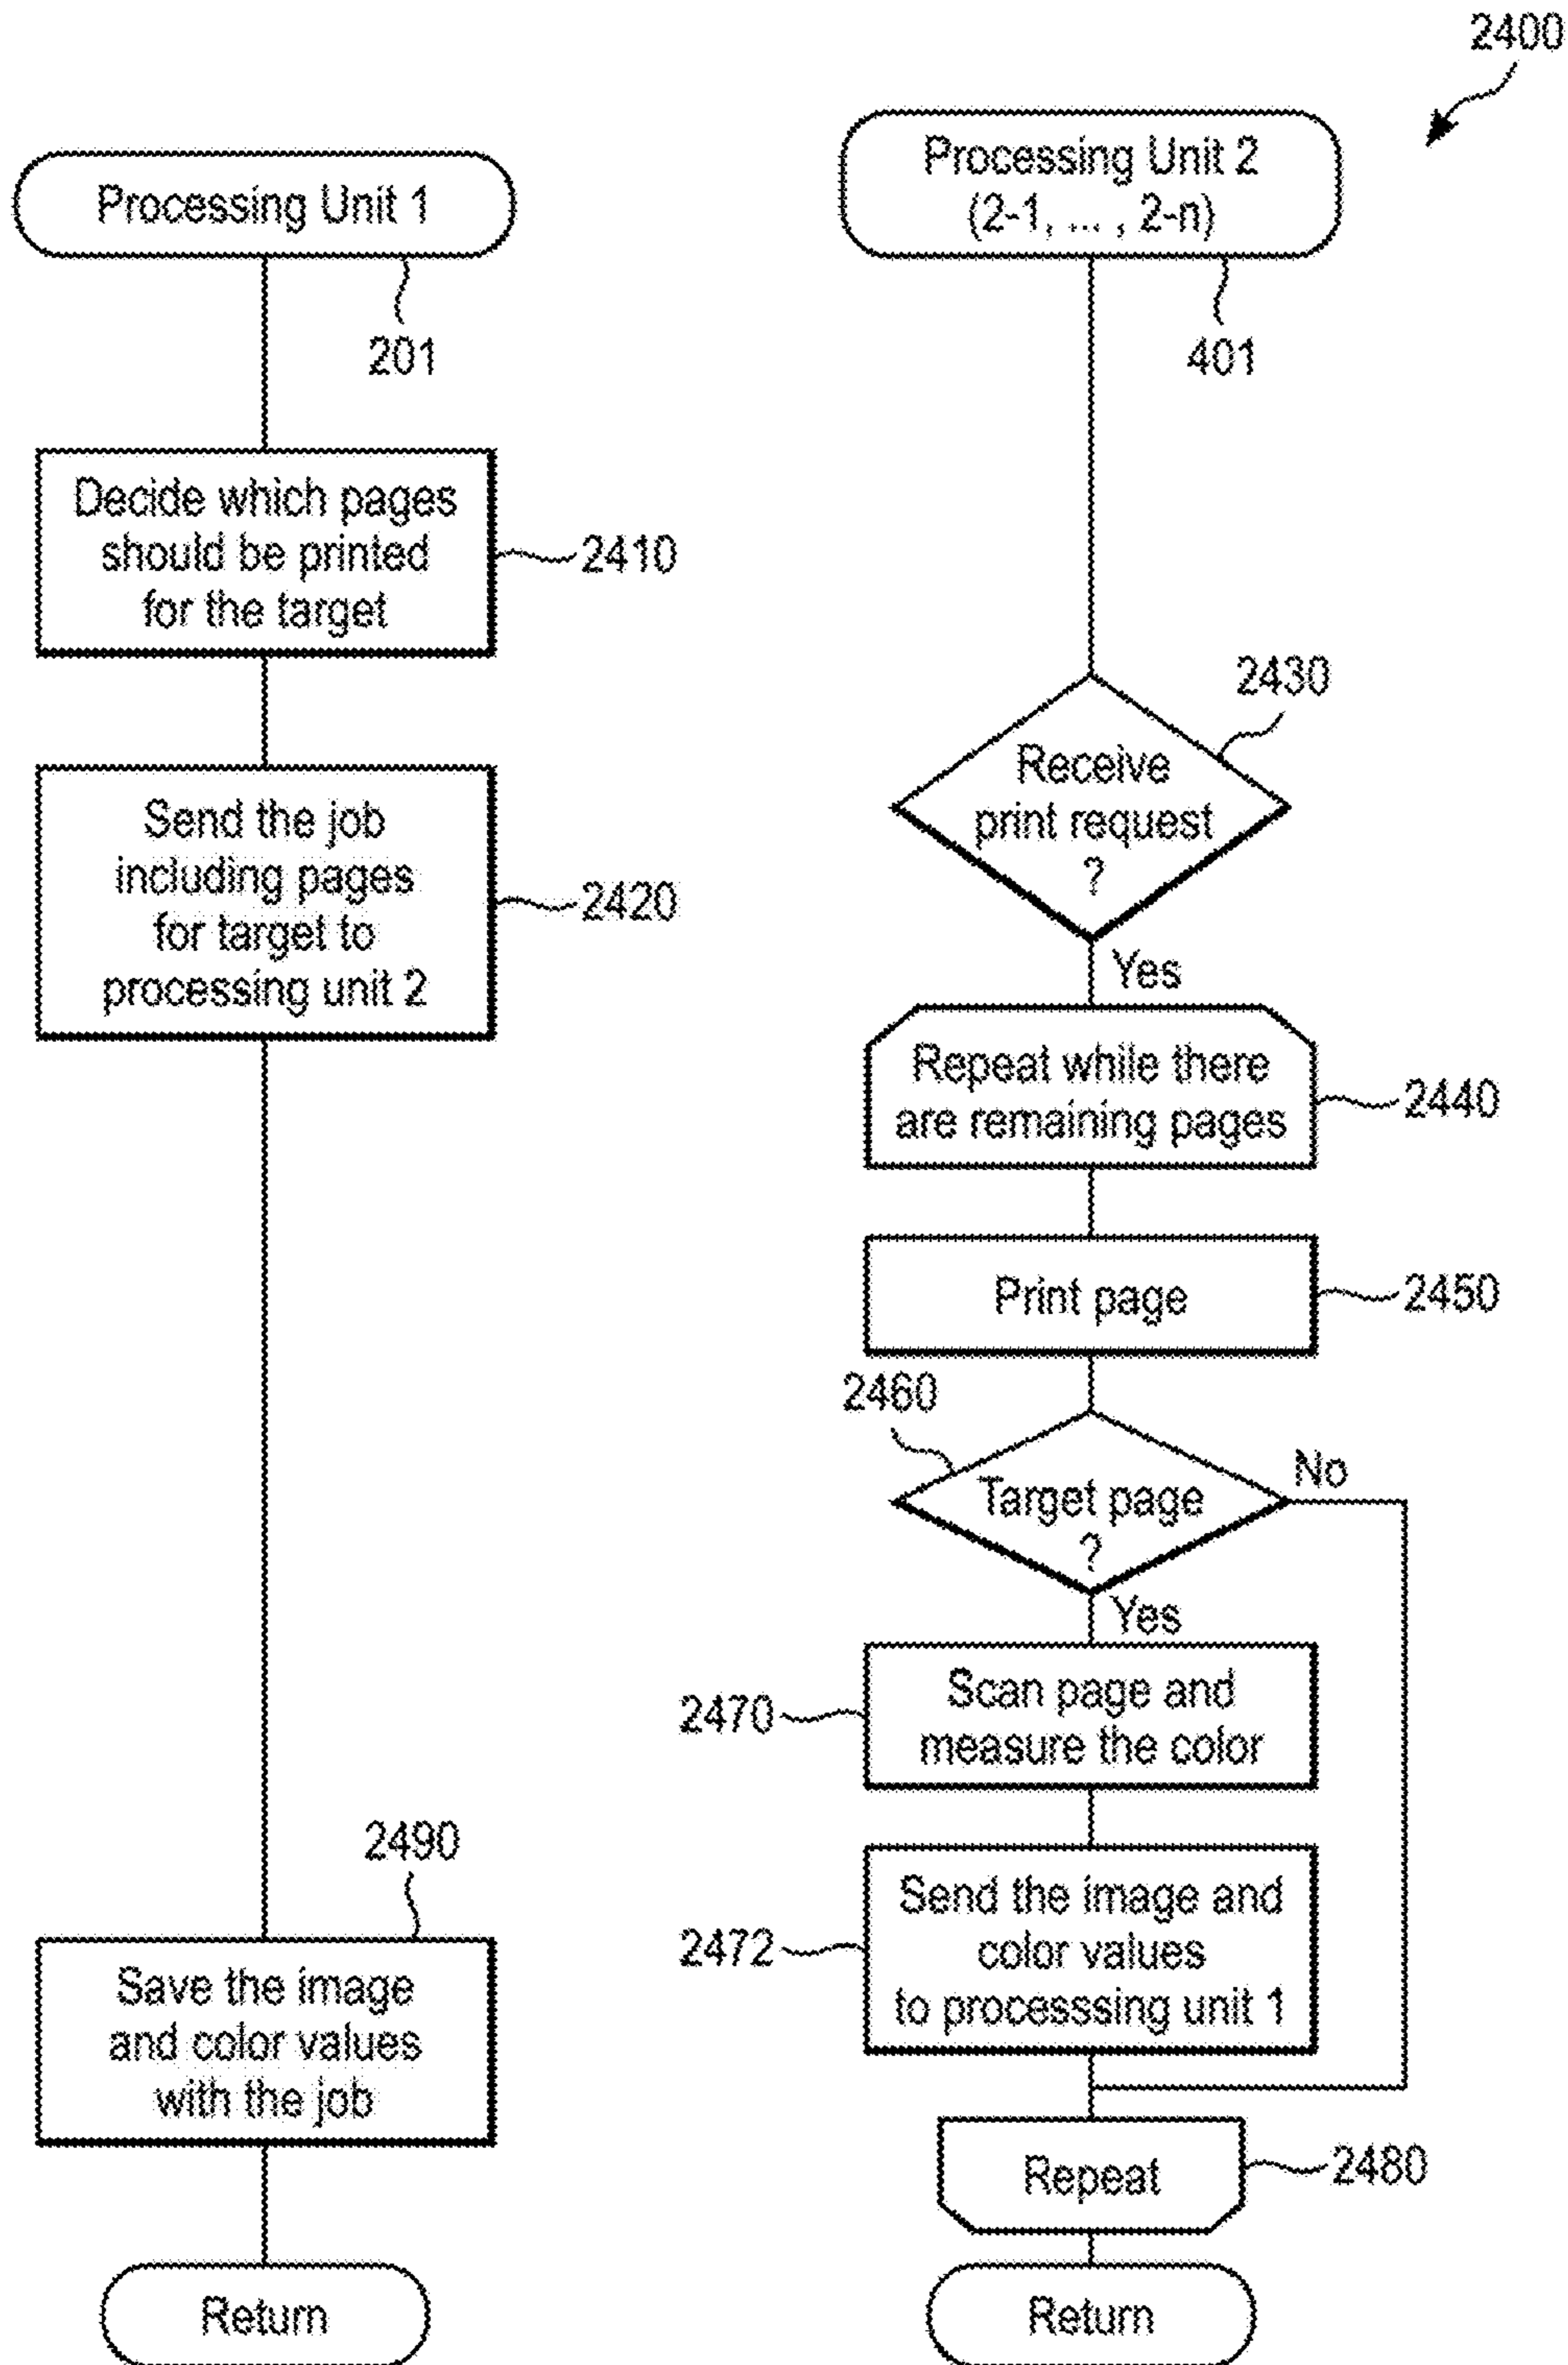 2400
Processing Unit 1
201
Decide which pages
should be printed
for the target
2410
Send the job
including pages
for target to
processing unit 2
2420
2490
Save the image
and color values
with the job
Return
Processing Unit 2
(2-1, ... , 2-n)
401
2430
Receive
print request
?
Yes
Repeat while there
are remaining pages
2440
Print page
2450
2460
Target page
?
No
Yes
2470
Scan page and
measure the color
2472
Send the image and
color values
to processsing unit 1
Repeat
2480
Return